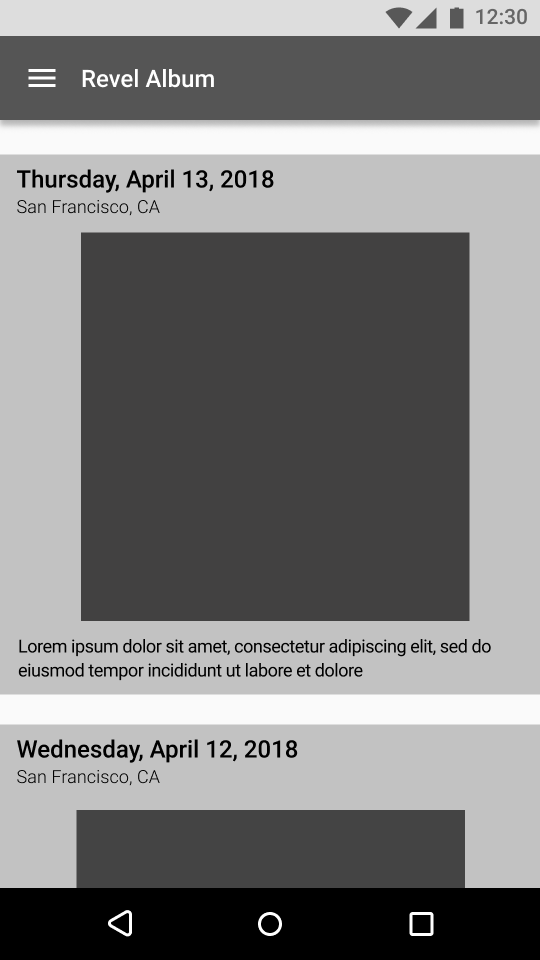 12:30
Revel Album
Thursday, April 13, 2018
San Francisco, CA
Lorem ipsum dolor sit amet, consectetur adipiscing elit, sed do
eiusmod tempor incididunt ut labore et dolore
Wednesday, April 12, 2018
San Francisco, CA